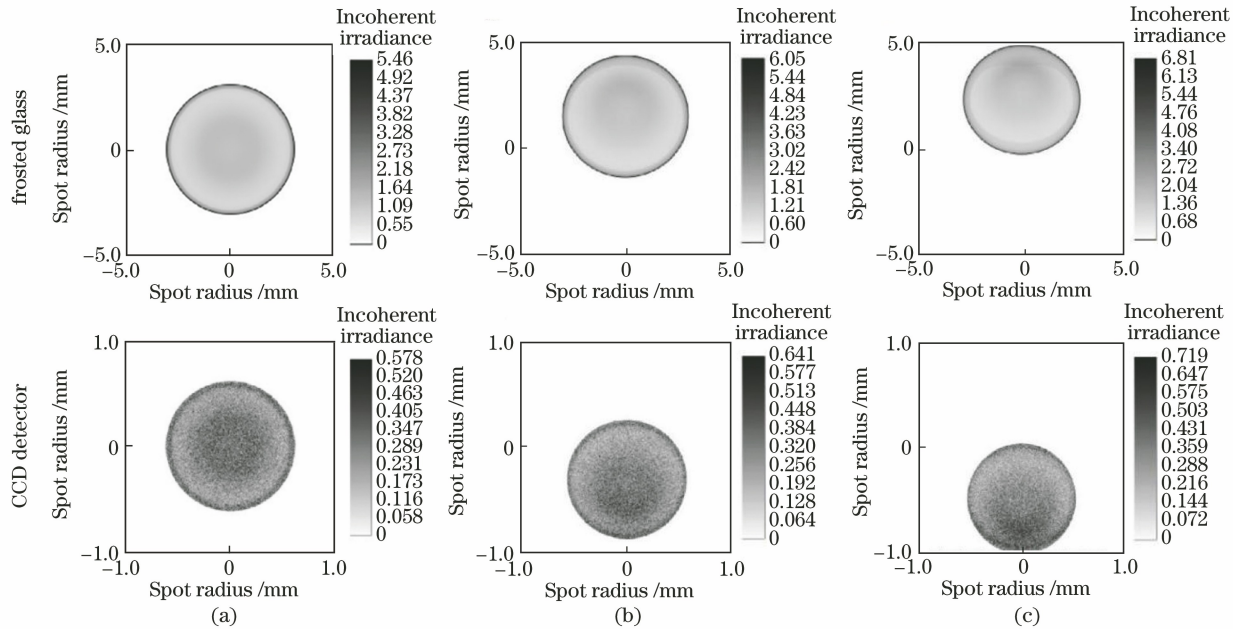 frosted glass
Incoherent
irradiance
5.0
0
−5.0
Spot radius /mm
−5.0 0 5.0
Spot radius /mm
5.46
4.92
4.37
3.82
3.28
2.73
2.18
1.64
1.09
0.55
0
Incoherent
irradiance
5.0
0
−5.0
Spot radius /mm
−5.0 0 5.0
Spot radius /mm
6.05
5.44
4.84
4.23
3.63
3.02
2.42
1.81
1.21
0.60
0
Incoherent
irradiance
5.0
0
−5.0
Spot radius /mm
−5.0 0 5.0
Spot radius /mm
6.81
6.13
5.44
4.76
4.08
3.40
2.72
2.04
1.36
0.68
0
CCD detector
Incoherent
irradiance
1.0
0
−1.0
Spot radius /mm
−1.0 0 1.0
Spot radius /mm
0.578
0.520
0.463
0.405
0.347
0.289
0.231
0.173
0.116
0.058
0
(a)
Incoherent
irradiance
1.0
0
−1.0
Spot radius /mm
−1.0 0 1.0
Spot radius /mm
0.641
0.577
0.513
0.448
0.384
0.320
0.256
0.192
0.128
0.064
0
(b)
Incoherent
irradiance
1.0
0
−1.0
Spot radius /mm
−1.0 0 1.0
Spot radius /mm
0.719
0.647
0.575
0.503
0.431
0.359
0.288
0.216
0.144
0.072
0
(c)